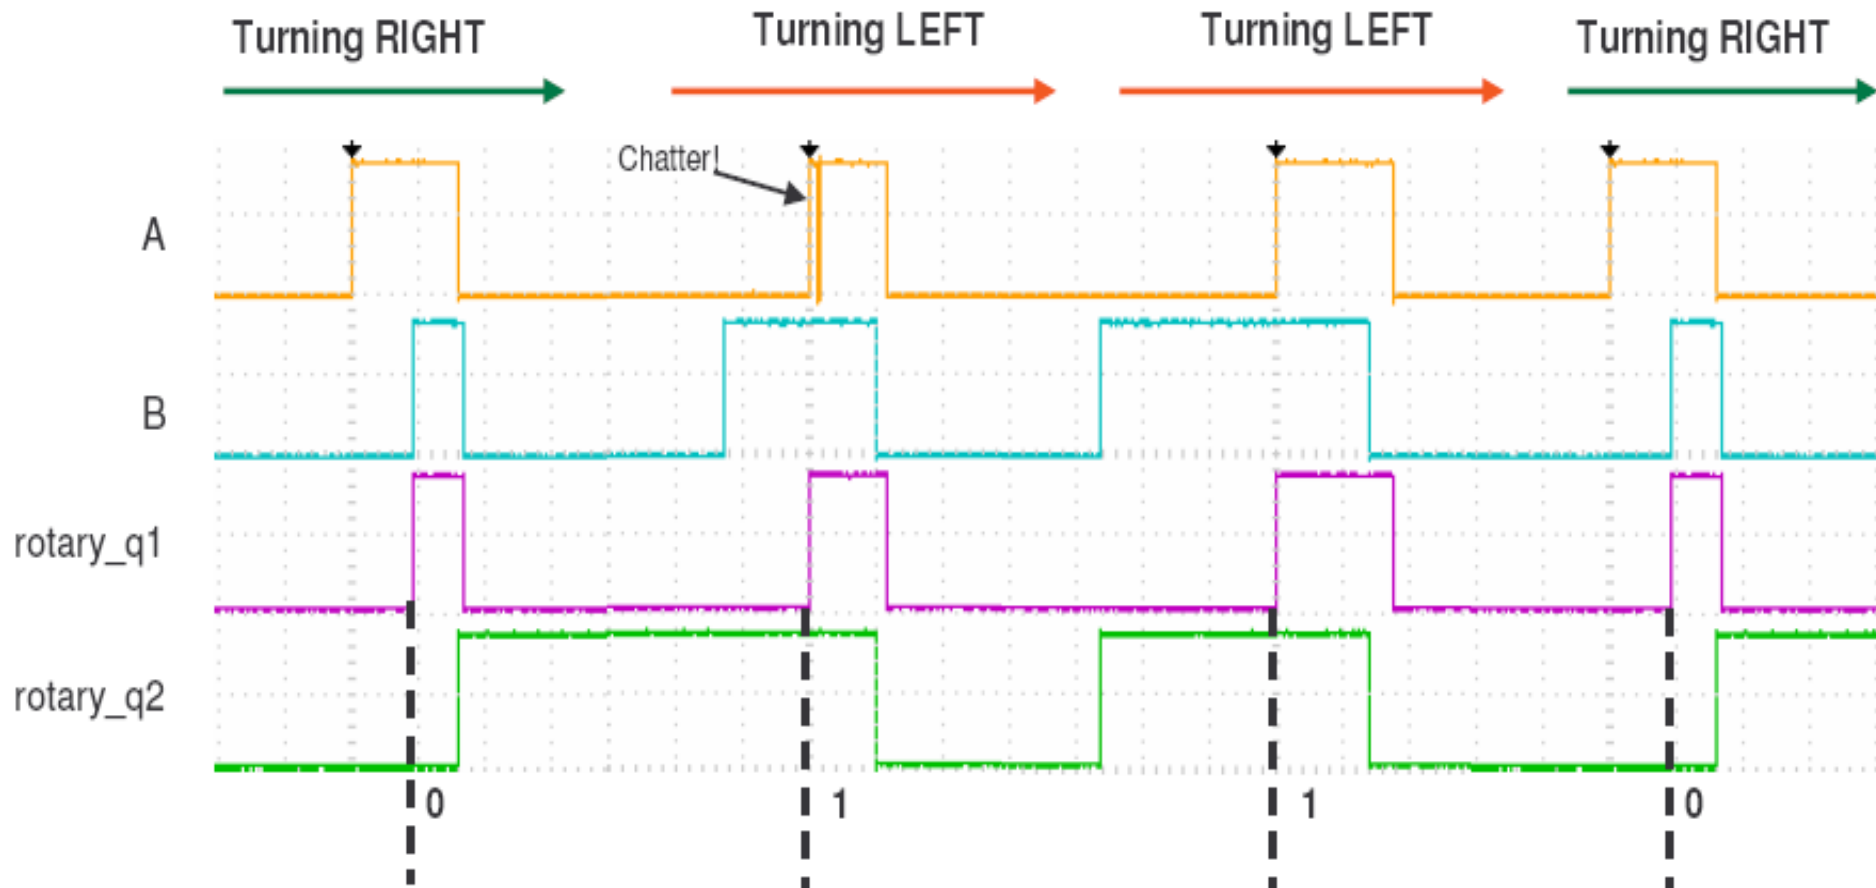 Turning RIGHT
Turning LEFT
Turning LEFT
Turning RIGHT
Chatter!
A
B
rotary_q1
rotary_q2
0
1
1
0